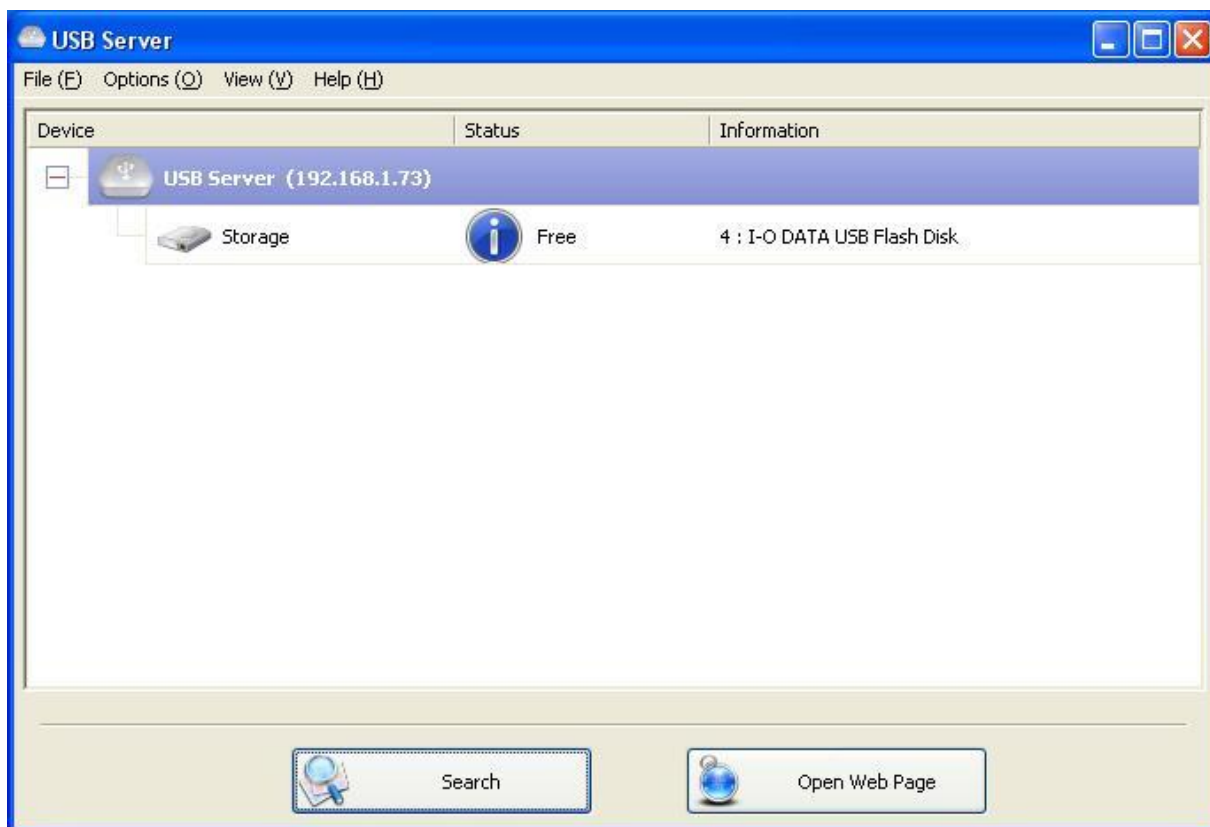 USB Server
File (F) Options (O) View (V) Help (H)
Device Status Information
USB Server (192.168.1.73)
Storage Free 4 : I-O DATA USB Flash Disk
Search Open Web Page